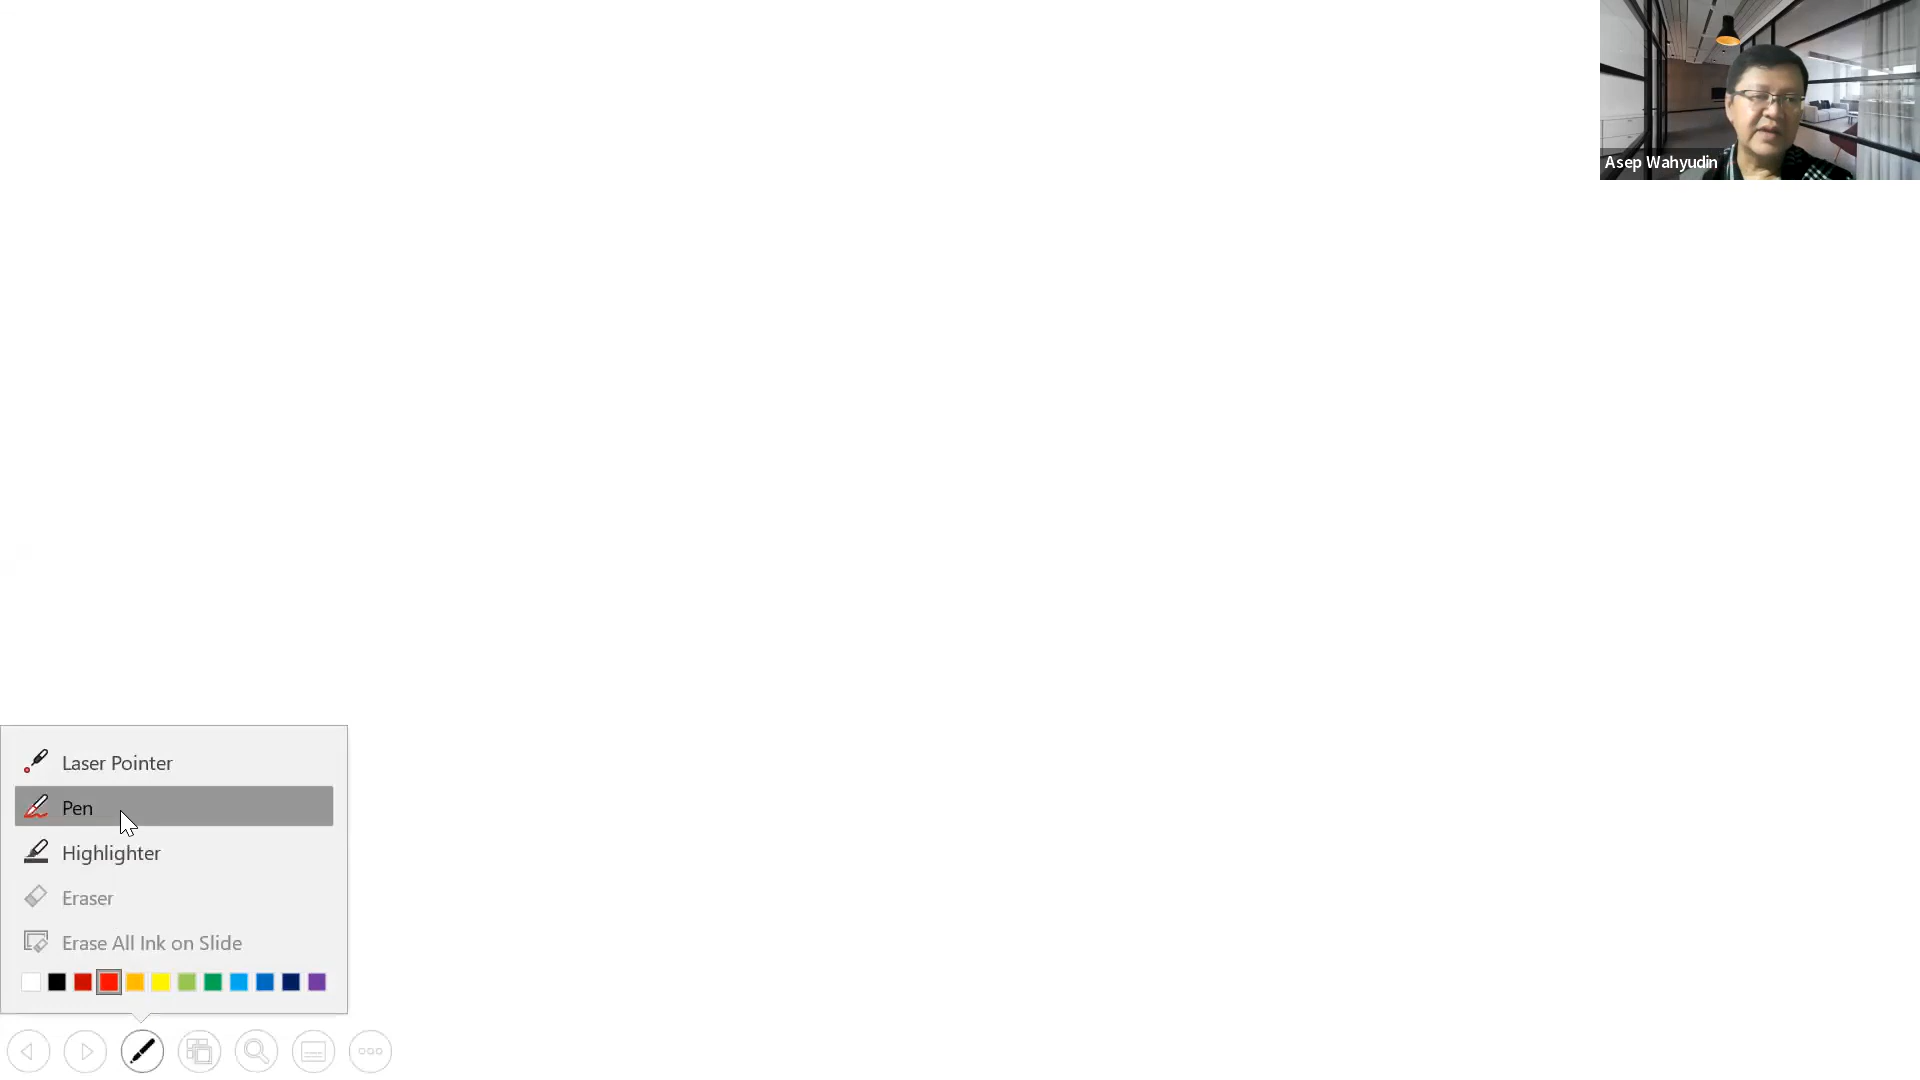 Asep Wahyudin
Laser Pointer
Pen
Highlighter
Eraser
Erase All Ink on Slide